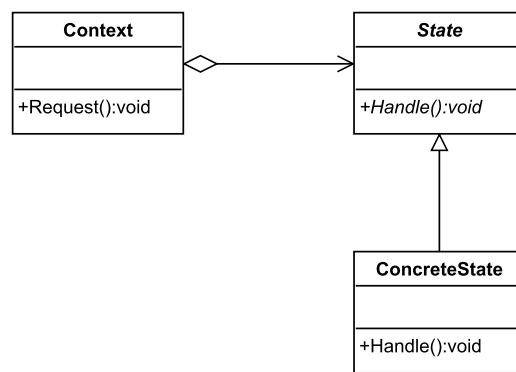 Context
State
+Request():void
+Handle():void
ConcreteState
+Handle():void